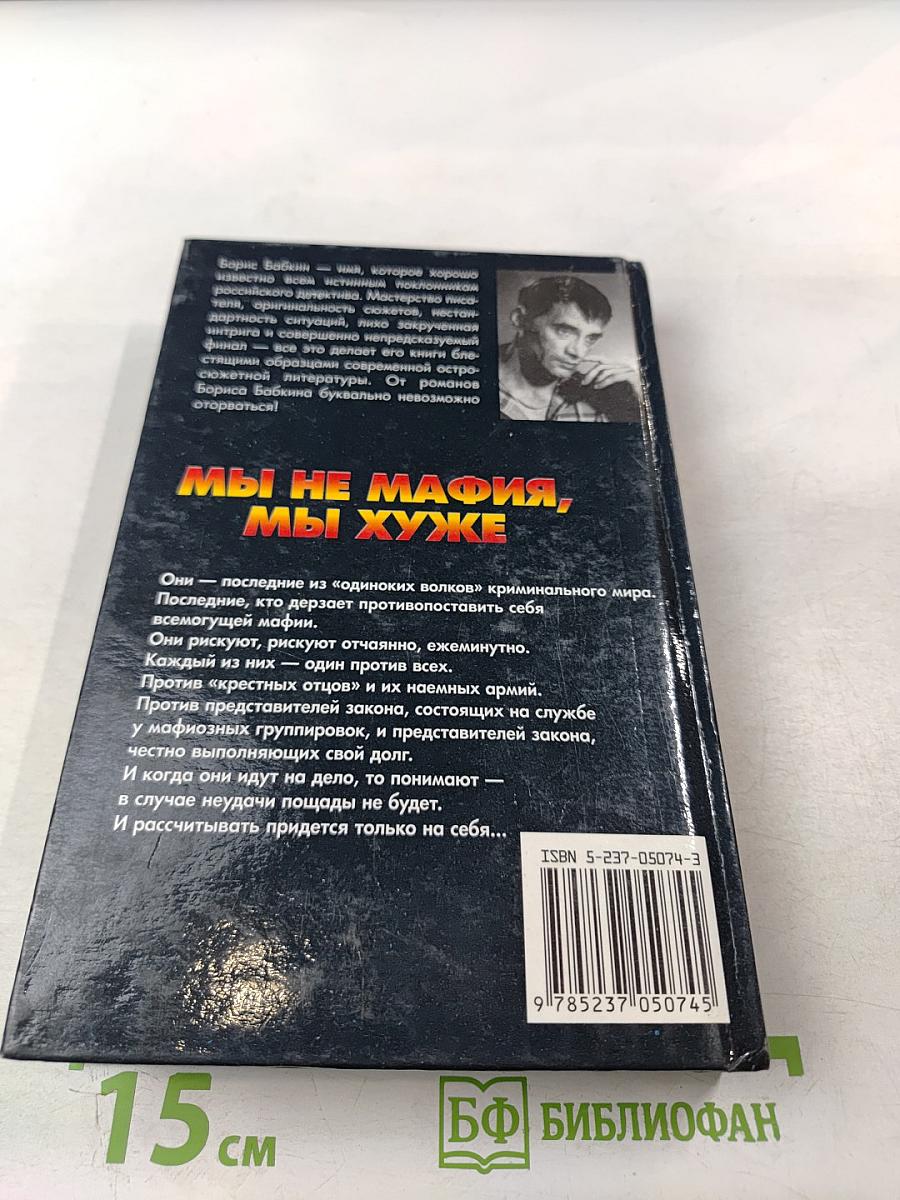 Борис Бабкин — имя, которое хорошо
известно всем истинным поклонникам
российского детектива. Мастерство писа-
теля, оригинальность сюжетов, нестан-
дартность ситуаций, лихо закрученная
интрига и совершенно непредсказуемый
финал — все это делает его книги бле-
стящими образцами современной остро-
сюжетной литературы. От романов
Бориса Бабкина буквально невозможно
оторваться!
МЫ НЕ МАФИЯ,
МЫ ХУЖЕ
Они — последние из «одиноких волков» криминального мира.
Последние, кто дерзает противопоставить себя
всемогущей мафии.
Они рискуют, рискуют отчаянно, ежеминутно.
Каждый из них — один против всех.
Против «крестных отцов» и их наемных армий.
Против представителей закона, состоящих на службе
у мафиозных группировок, и представителей закона,
честно выполняющих свой долг.
И когда они идут на дело, то понимают —
в случае неудачи пощады не будет.
И рассчитывать придется только на себя...
ISBN 5-237-05074-3
9 785237 050745
15 см
БФ БИБЛИОФАН